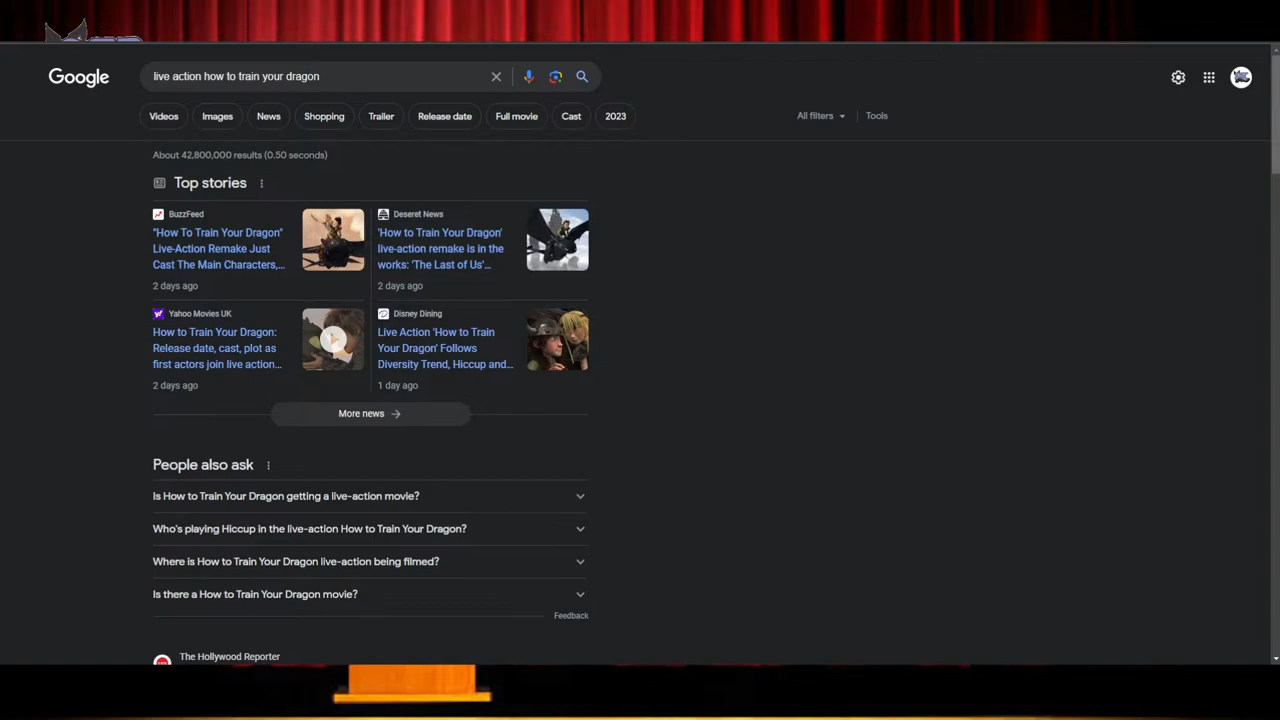 Google
live action how to train your dragon
Videos
Images
News
Shopping
Trailer
Release date
Full movie
Cast
2023
All filters
Tools
About 42,800,000 results (0.50 seconds)
Top stories
BuzzFeed
"How To Train Your Dragon"
Live-Action Remake Just
Cast The Main Characters,...
2 days ago
Deseret News
'How to Train Your Dragon'
live-action remake is in the
works: 'The Last of Us'...
2 days ago
Yahoo Movies UK
How to Train Your Dragon:
Release date, cast, plot as
first actors join live action...
2 days ago
Disney Dining
Live Action 'How to Train
Your Dragon' Follows
Diversity Trend, Hiccup and...
1 day ago
More news
People also ask
Is How to Train Your Dragon getting a live-action movie?
Who's playing Hiccup in the live-action How to Train Your Dragon?
Where is How to Train Your Dragon live-action being filmed?
Is there a How to Train Your Dragon movie?
Feedback
The Hollywood Reporter